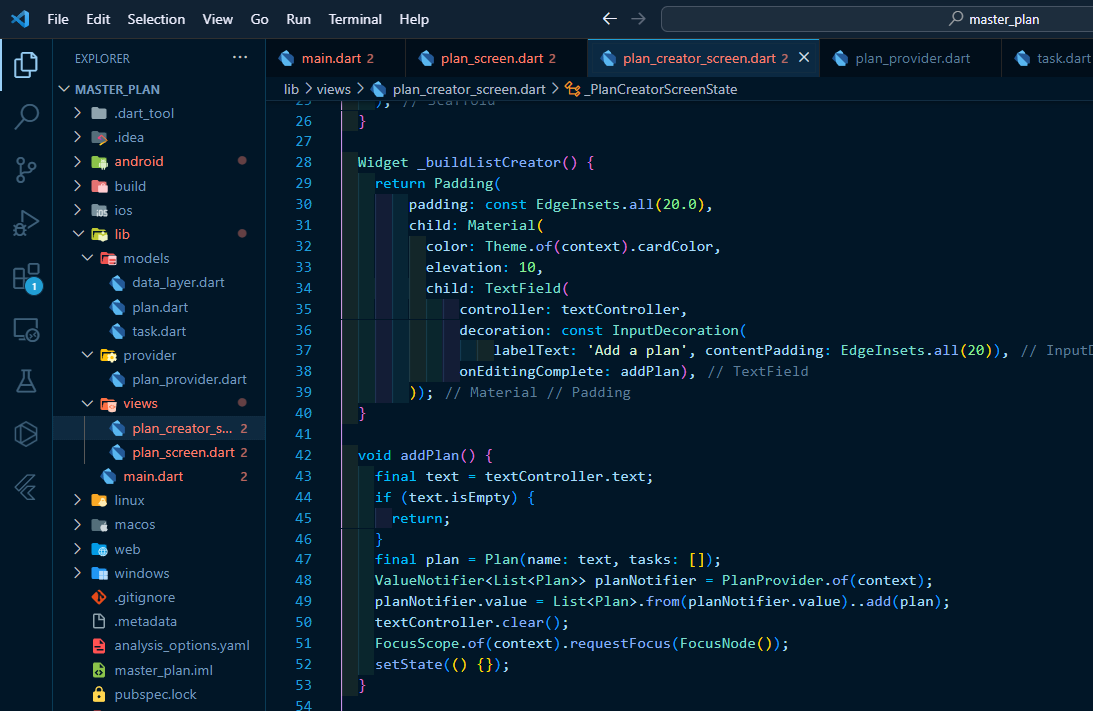 File Edit Selection View Go Run Terminal Help master_plan
EXPLORER
main.dart 2
plan_screen.dart 2
plan_creator_screen.dart 2
plan_provider.dart
task.dart
lib > views > plan_creator_screen.dart > _PlanCreatorScreenState
MASTER_PLAN
.dart_tool
.idea
android
build
ios
lib
models
data_layer.dart
plan.dart
task.dart
provider
plan_provider.dart
views
plan_creator_s... 2
plan_screen.dart 2
main.dart 2
linux
macos
web
windows
.gitignore
.metadata
analysis_options.yaml
master_plan.iml
pubspec.lock
1
25 ); // Scaffold
26 }
27
28 Widget _buildListCreator() {
29 return Padding(
30 padding: const EdgeInsets.all(20.0),
31 child: Material(
32 color: Theme.of(context).cardColor,
33 elevation: 10,
34 child: TextField(
35 controller: textController,
36 decoration: const InputDecoration(
37 labelText: 'Add a plan', contentPadding: EdgeInsets.all(20)), // InputD
38 onEditingComplete: addPlan), // TextField
39 )); // Material // Padding
40 }
41
42 void addPlan() {
43 final text = textController.text;
44 if (text.isEmpty) {
45 return;
46 }
47 final plan = Plan(name: text, tasks: []);
48 ValueNotifier<List<Plan>> planNotifier = PlanProvider.of(context);
49 planNotifier.value = List<Plan>.from(planNotifier.value)..add(plan);
50 textController.clear();
51 FocusScope.of(context).requestFocus(FocusNode());
52 setState(() {});
53 }
54